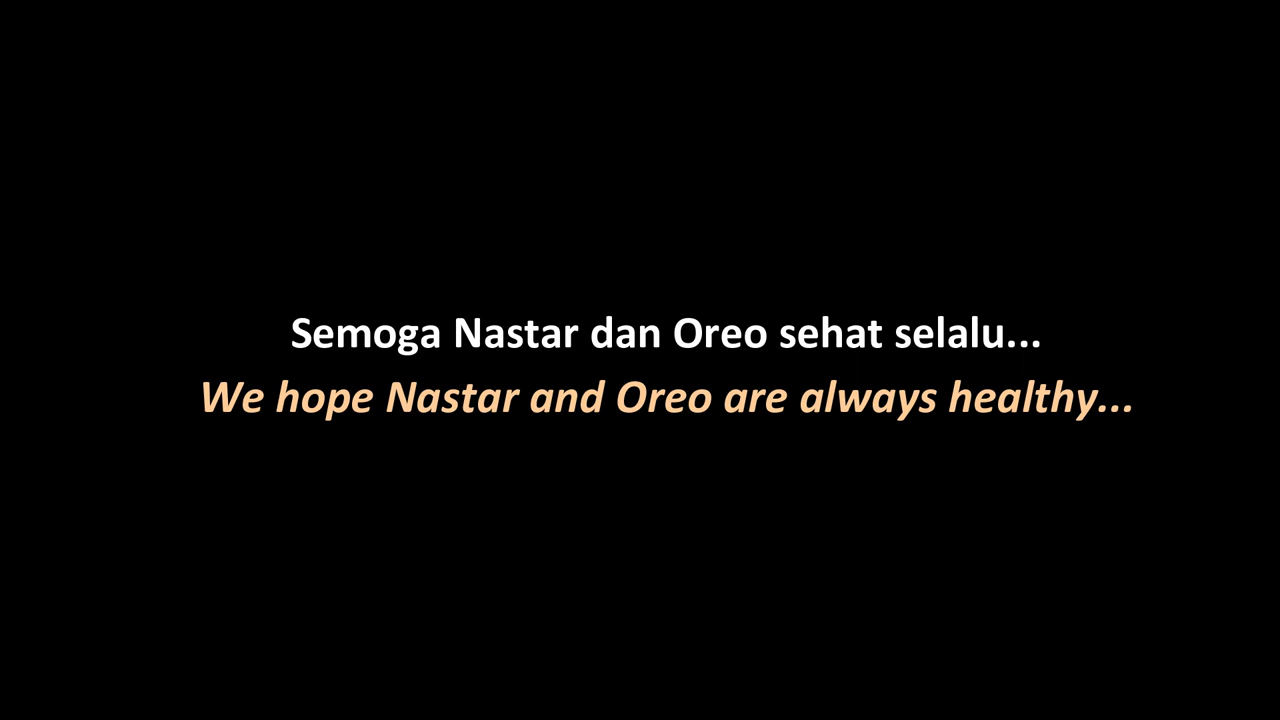 Semoga Nastar dan Oreo sehat selalu...
We hope Nastar and Oreo are always healthy...